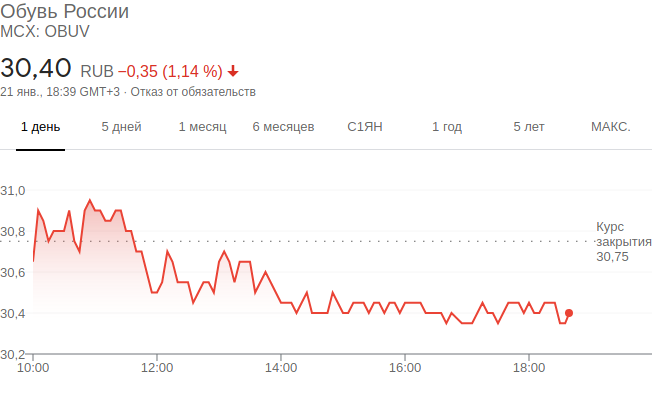 Обувь России
MCX: OBUV
30,40 RUB −0,35 (1,14 %)
21 янв., 18:39 GMT+3 · Отказ от обязательств
1 день 5 дней 1 месяц 6 месяцев С1ЯН 1 год 5 лет МАКС.
31,0
30,8
Курс
закрытия
30,75
30,6
30,4
30,2
10:00 12:00 14:00 16:00 18:00